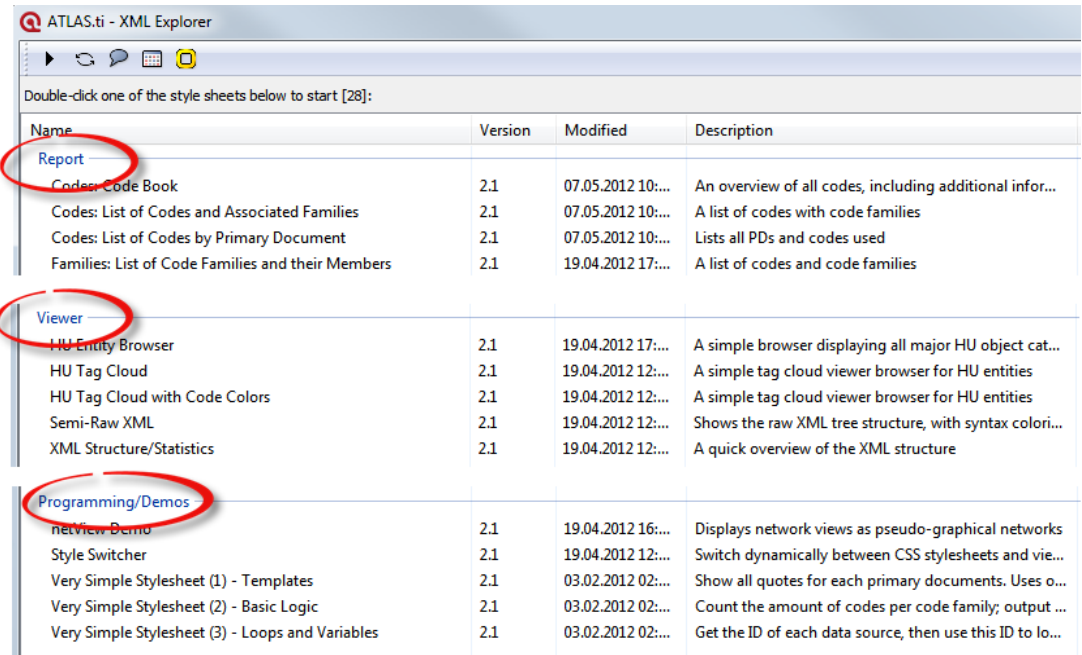 ATLAS.ti - XML Explorer
Double-click one of the style sheets below to start [28]:
Name Version Modified Description
Report
Codes: Code Book 2.1 07.05.2012 10:... An overview of all codes, including additional infor...
Codes: List of Codes and Associated Families 2.1 07.05.2012 10:... A list of codes with code families
Codes: List of Codes by Primary Document 2.1 07.05.2012 10:... Lists all PDs and codes used
Families: List of Code Families and their Members 2.1 19.04.2012 17:... A list of codes and code families
Viewer
HU Entity Browser 2.1 19.04.2012 17:... A simple browser displaying all major HU object cat...
HU Tag Cloud 2.1 19.04.2012 12:... A simple tag cloud viewer browser for HU entities
HU Tag Cloud with Code Colors 2.1 19.04.2012 12:... A simple tag cloud viewer browser for HU entities
Semi-Raw XML 2.1 19.04.2012 12:... Shows the raw XML tree structure, with syntax colori...
XML Structure/Statistics 2.1 19.04.2012 12:... A quick overview of the XML structure
Programming/Demos
netView Demo 2.1 19.04.2012 16:... Displays network views as pseudo-graphical networks
Style Switcher 2.1 19.04.2012 12:... Switch dynamically between CSS stylesheets and vie...
Very Simple Stylesheet (1) - Templates 2.1 03.02.2012 02:... Show all quotes for each primary documents. Uses o...
Very Simple Stylesheet (2) - Basic Logic 2.1 03.02.2012 02:... Count the amount of codes per code family; output ...
Very Simple Stylesheet (3) - Loops and Variables 2.1 03.02.2012 02:... Get the ID of each data source, then use this ID to lo...